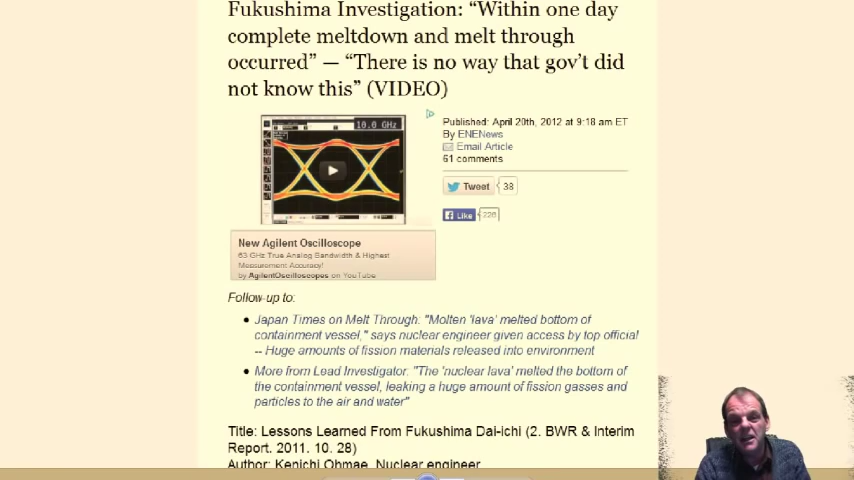 Fukushima Investigation: “Within one day
complete meltdown and melt through
occurred” — “There is no way that gov’t did
not know this” (VIDEO)
10.0 GHz
Published: April 20th, 2012 at 9:18 am ET
By ENENews
Email Article
61 comments
Tweet 38
Like 226
New Agilent Oscilloscope
63 GHz True Analog Bandwidth & Highest
Measurement Accuracy!
by AgilentOscilloscopes on YouTube
Follow-up to:
Japan Times on Melt Through: "Molten 'lava' melted bottom of
containment vessel," says nuclear engineer given access by top official
-- Huge amounts of fission materials released into environment
More from Lead Investigator: "The 'nuclear lava' melted the bottom of
the containment vessel, leaking a huge amount of fission gasses and
particles to the air and water"
Title: Lessons Learned From Fukushima Dai-ichi (2. BWR & Interim
Report. 2011. 10. 28)
Author: Kenichi Ohmae, Nuclear engineer